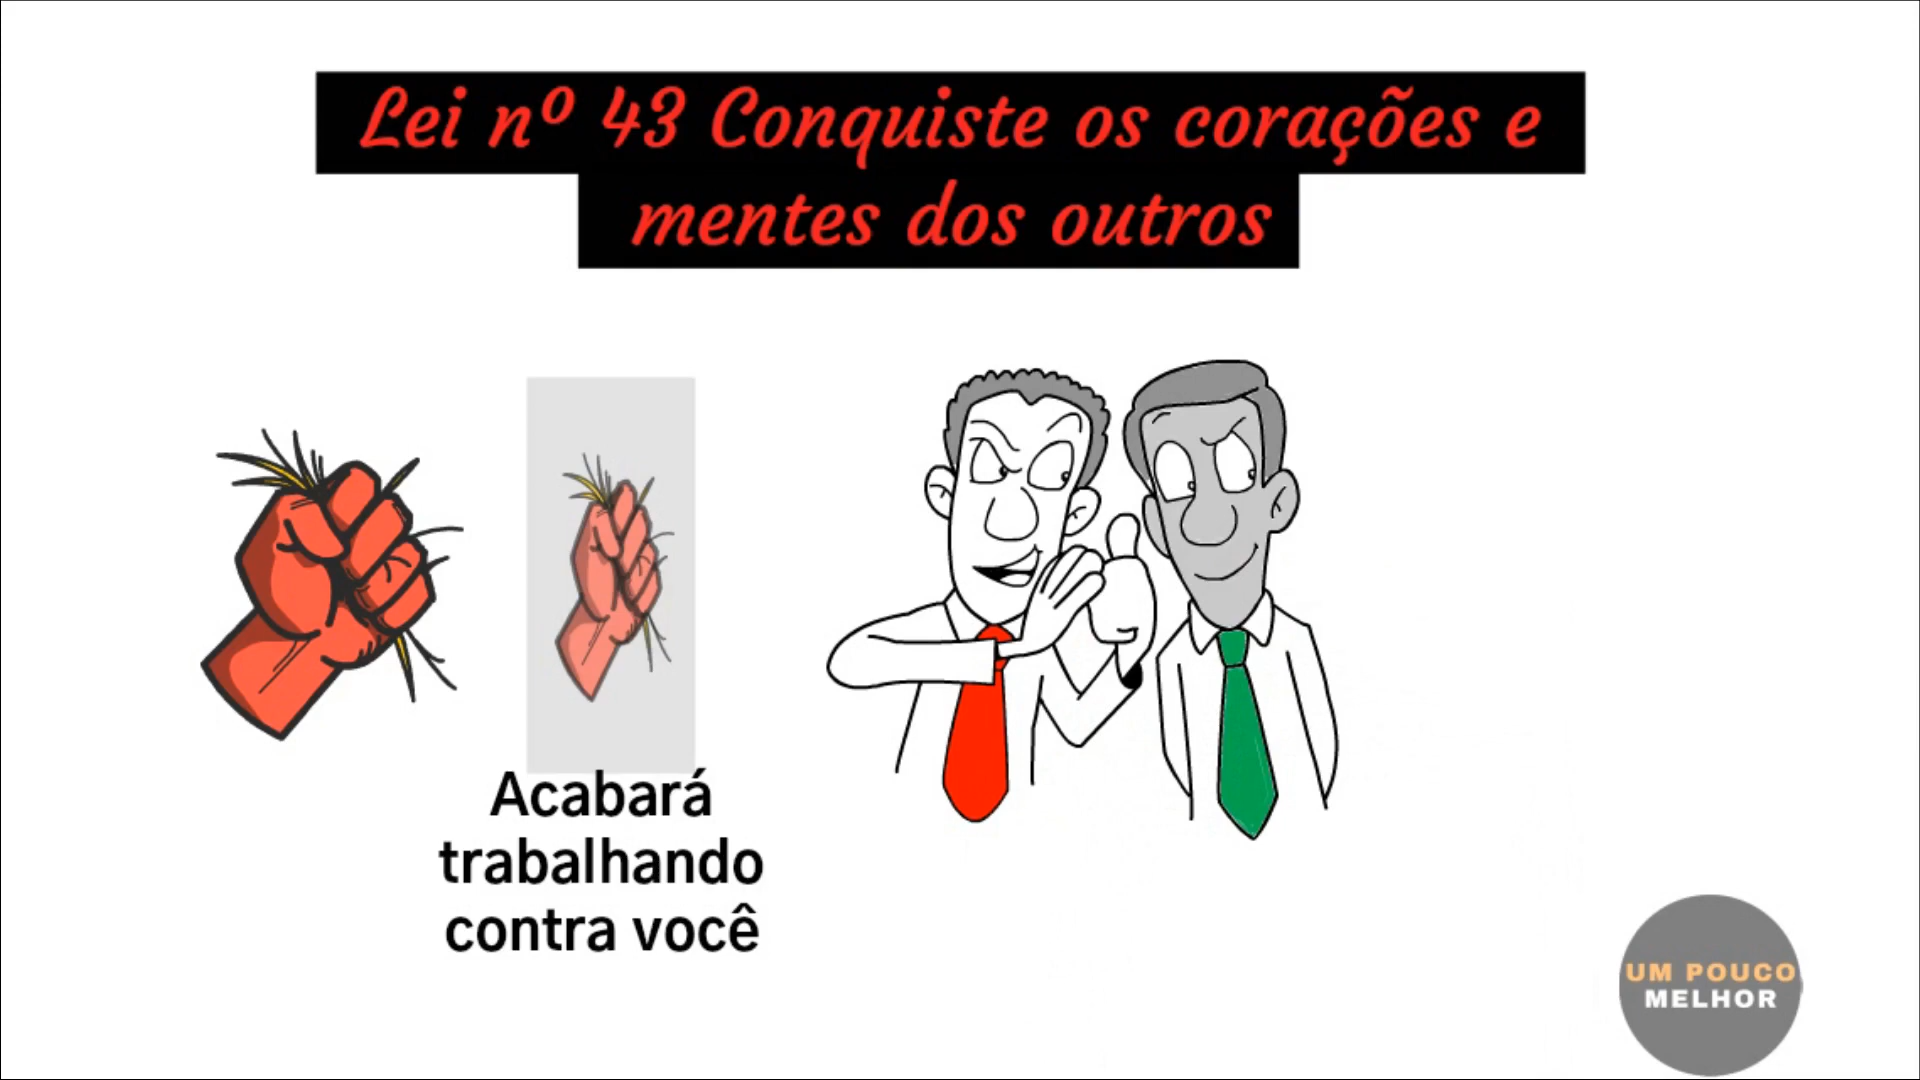 Lei nº 43 Conquiste os corações e
mentes dos outros
Acabará
trabalhando
contra você
UM POUCO
MELHOR